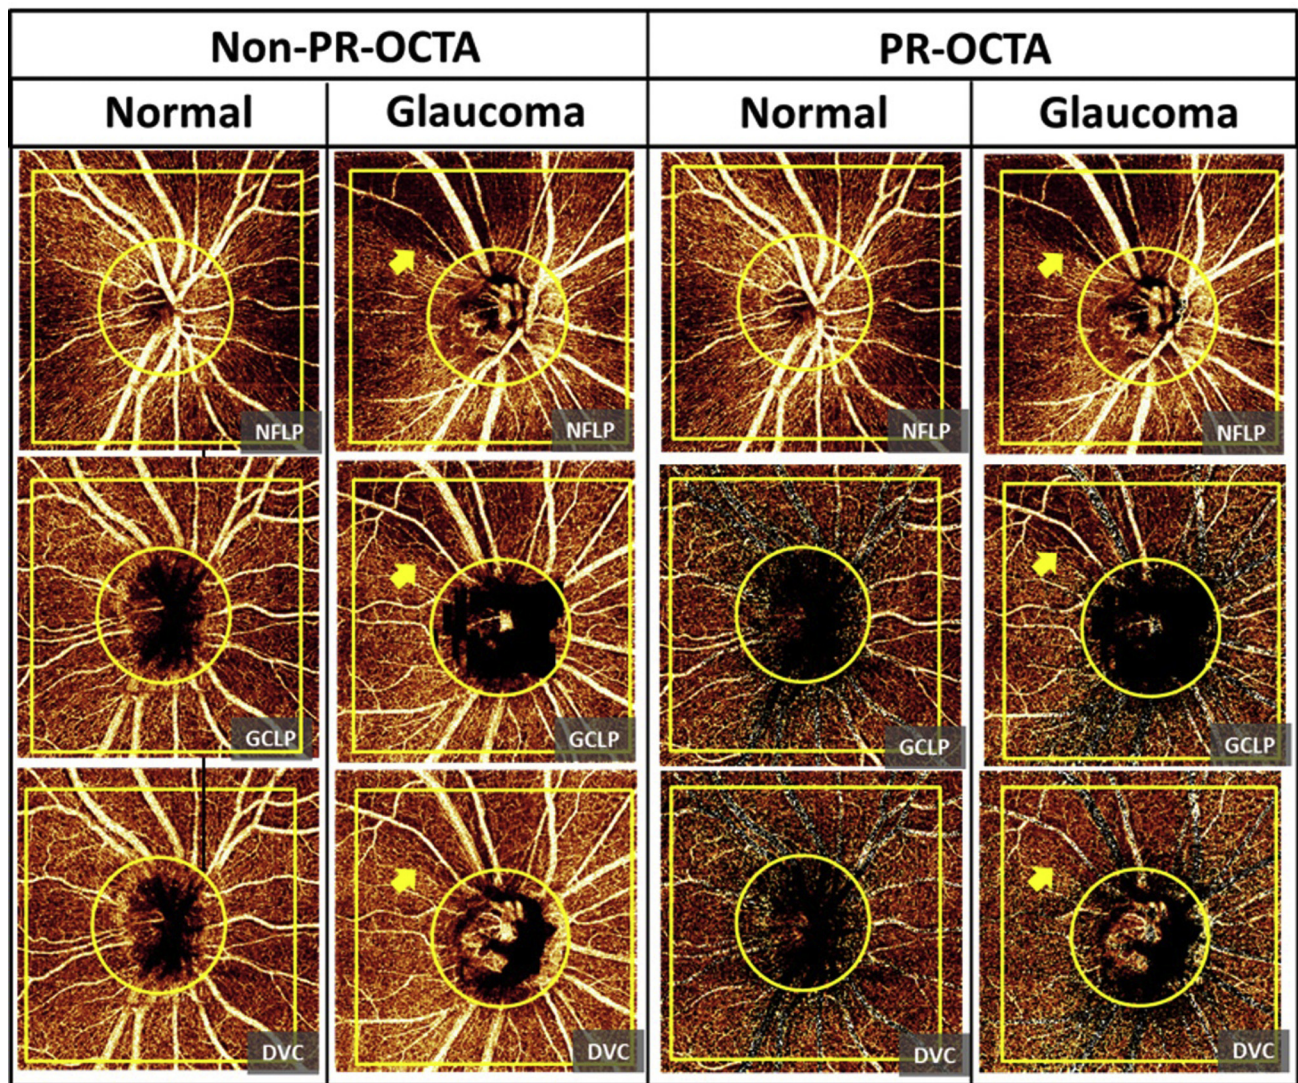 Non-PR-OCTA PR-OCTA
Normal Glaucoma Normal Glaucoma
NFLP NFLP NFLP NFLP
GCLP GCLP GCLP GCLP
DVC DVC DVC DVC